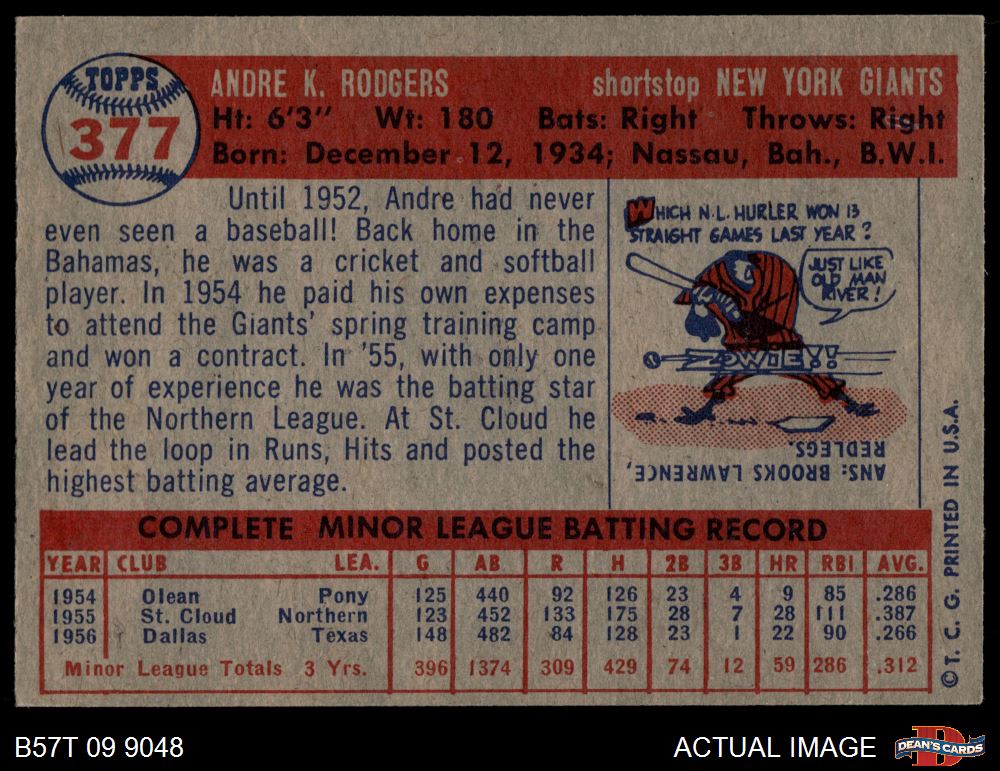 TOPPS
377
ANDRE K. RODGERS shortstop NEW YORK GIANTS
Ht: 6'3" Wt: 180 Bats: Right Throws: Right
Born: December 12, 1934; Nassau, Bah., B.W.I.
Until 1952, Andre had never
even seen a baseball! Back home in the
Bahamas, he was a cricket and softball
player. In 1954 he paid his own expenses
to attend the Giants' spring training camp
and won a contract. In '55, with only one
year of experience he was the batting star
of the Northern League. At St. Cloud he
lead the loop in Runs, Hits and posted the
highest batting average.
WHICH N.L. HURLER WON 13
STRAIGHT GAMES LAST YEAR?
JUST LIKE
OLD MAN
RIVER!
ZOWIE!!
ANS: BROOKS LAWRENCE,
REDLEGS.
COMPLETE MINOR LEAGUE BATTING RECORD
YEAR CLUB LEA. G AB R H 2B 3B HR RBI AVG.
1954 Olean Pony 125 440 92 126 23 4 9 85 .286
1955 St. Cloud Northern 123 452 133 175 28 7 28 111 .387
1956 Dallas Texas 148 482 84 128 23 1 22 90 .266
Minor League Totals 3 Yrs. 396 1374 309 429 74 12 59 286 .312
©T. C. G. PRINTED IN U.S.A.
B57T 09 9048 ACTUAL IMAGE DEAN'S CARDS